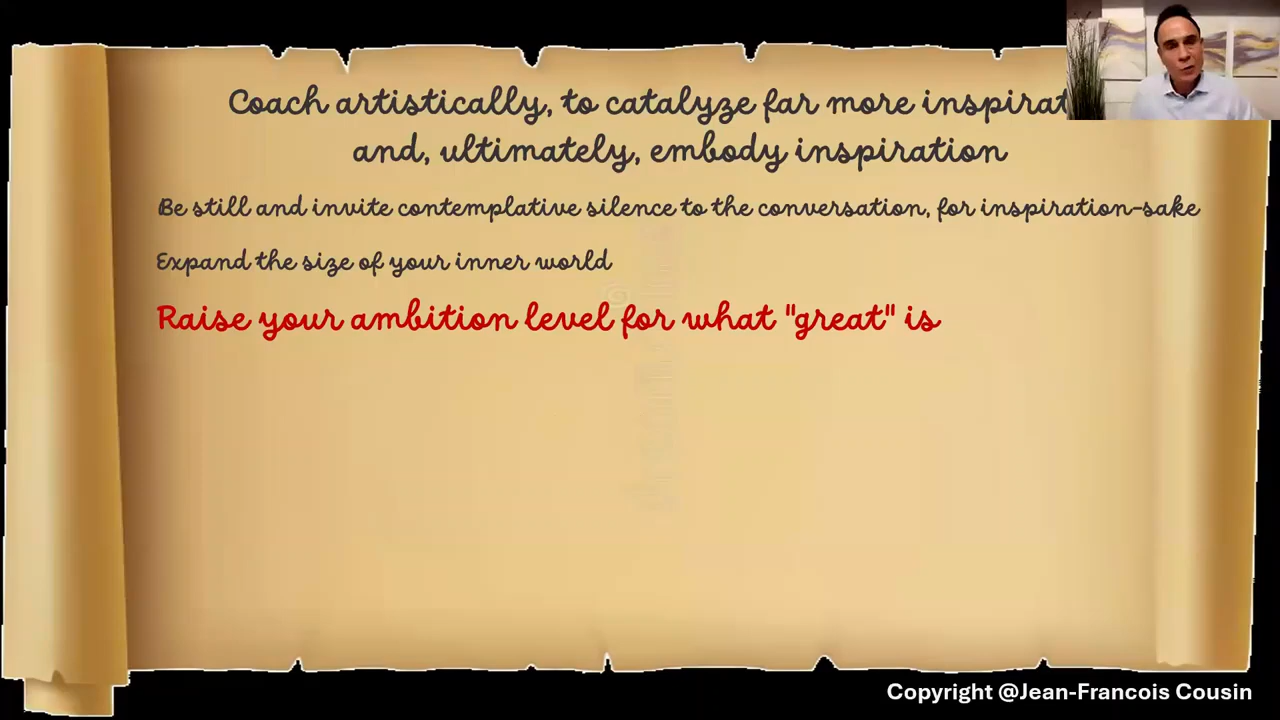 Coach artistically, to catalyze far more inspirat
and, ultimately, embody inspiration
Be still and invite contemplative silence to the conversation, for inspiration-sake
Expand the size of your inner world
Raise your ambition level for what "great" is
Copyright @Jean-Francois Cousin